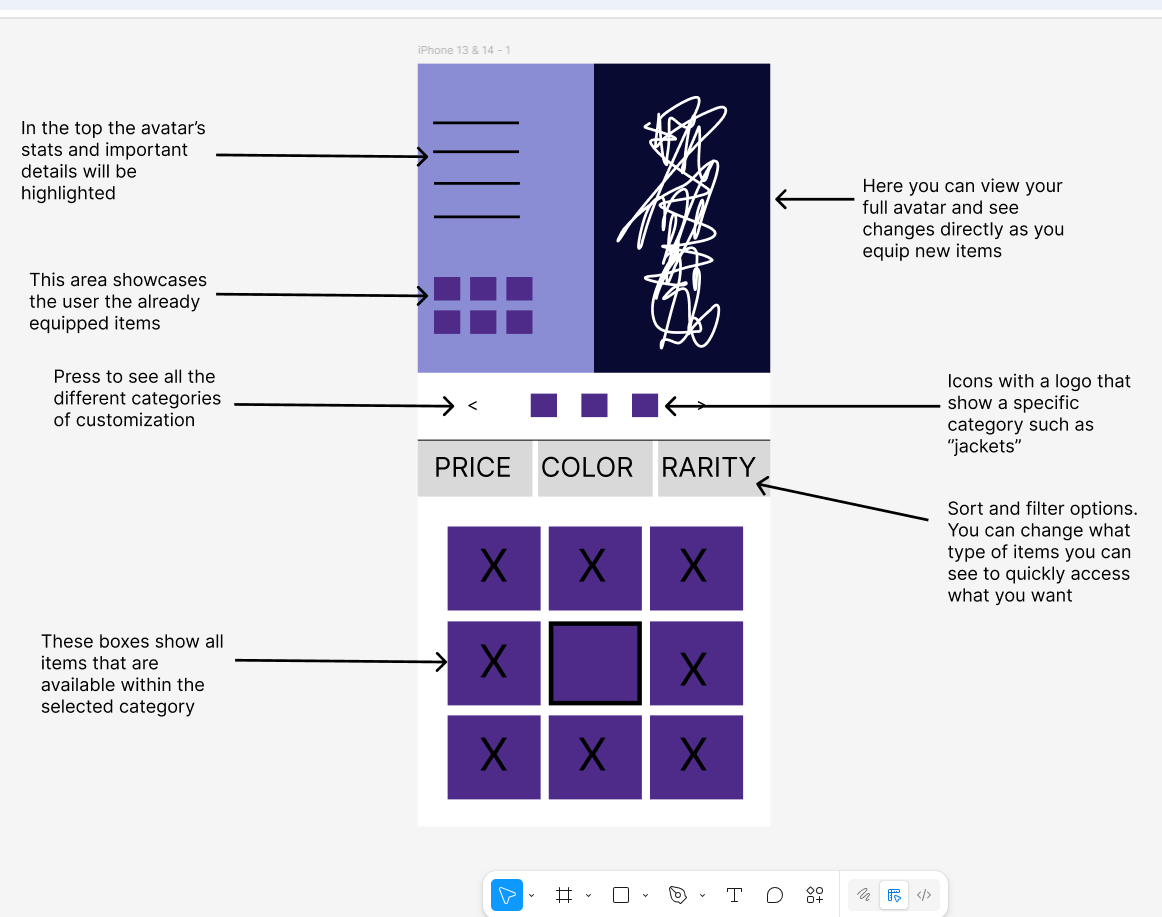 iPhone 13 & 14 - 1
In the top the avatar's
stats and important
details will be
highlighted
Here you can view your
full avatar and see
changes directly as you
equip new items
This area showcases
the user the already
equipped items
Press to see all the
different categories
of customization
<
>
Icons with a logo that
show a specific
category such as
“jackets”
PRICE COLOR RARITY
Sort and filter options.
You can change what
type of items you can
see to quickly access
what you want
X X X
These boxes show all
items that are
available within the
selected category
X X
X X X